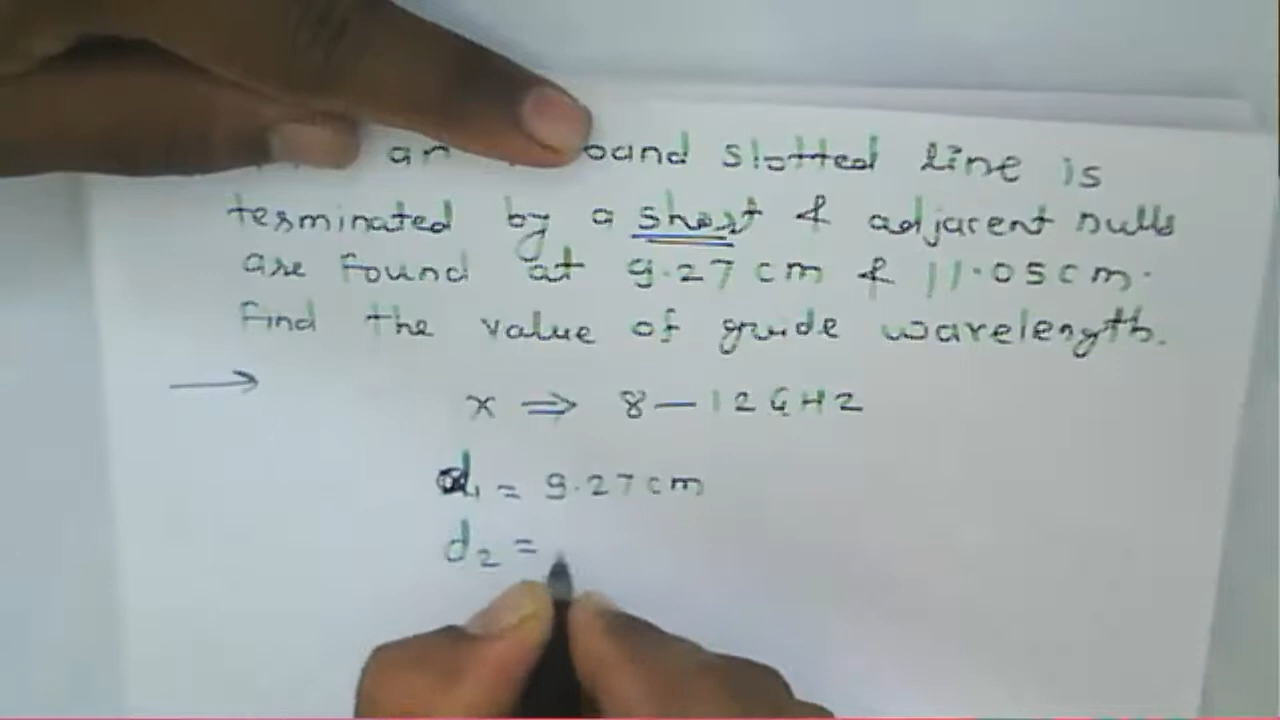 an band slotted line is
terminated by a short & adjacent nulls
are found at 9.27 cm & 11.05 cm.
Find the value of guide wavelength.
→
x ⇒ 8 — 12 GHZ
d1 = 9.27 cm
d2 =